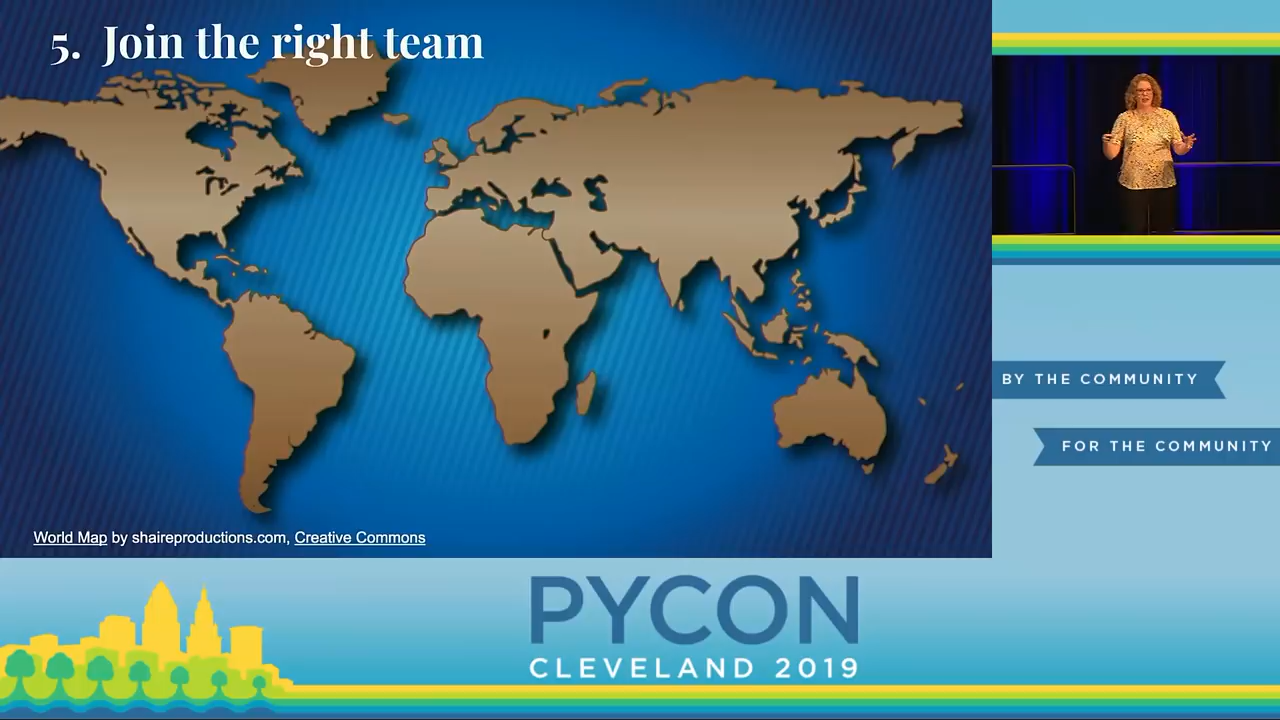 5. Join the right team
World Map by shaireproductions.com, Creative Commons
BY THE COMMUNITY
FOR THE COMMUNITY
PYCON
CLEVELAND 2019